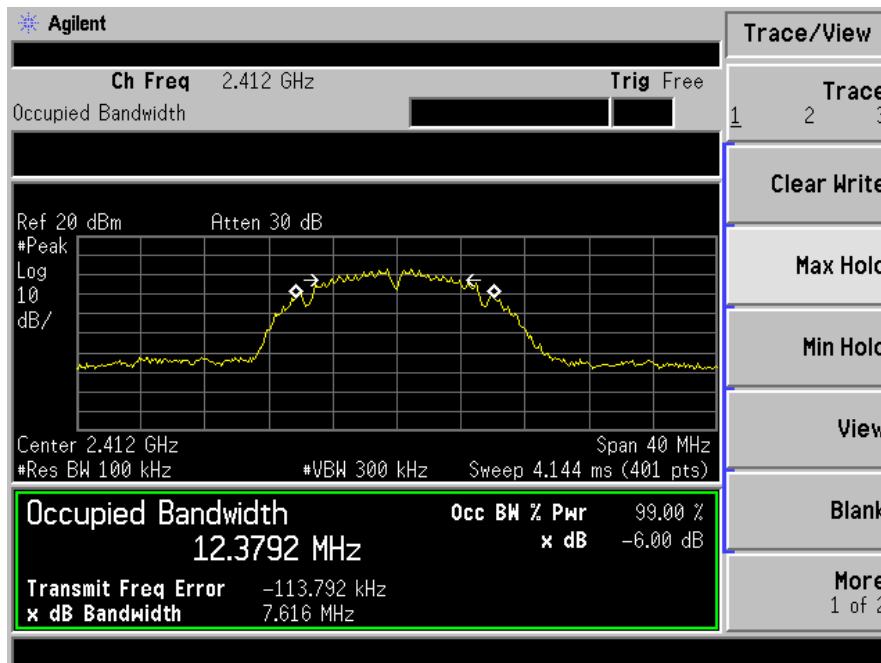 Agilent
Trace/View
Ch Freq 2.412 GHz Trig Free
Occupied Bandwidth
Trace
1 2 3
Clear Write
Max Hold
Min Hold
View
Blank
More
1 of 2
Ref 20 dBm Atten 30 dB
#Peak
Log
10
dB/
Center 2.412 GHz Span 40 MHz
#Res BW 100 kHz #VBW 300 kHz Sweep 4.144 ms (401 pts)
Occupied Bandwidth
12.3792 MHz
Occ BW % Pwr 99.00 %
x dB -6.00 dB
Transmit Freq Error -113.792 kHz
x dB Bandwidth 7.616 MHz